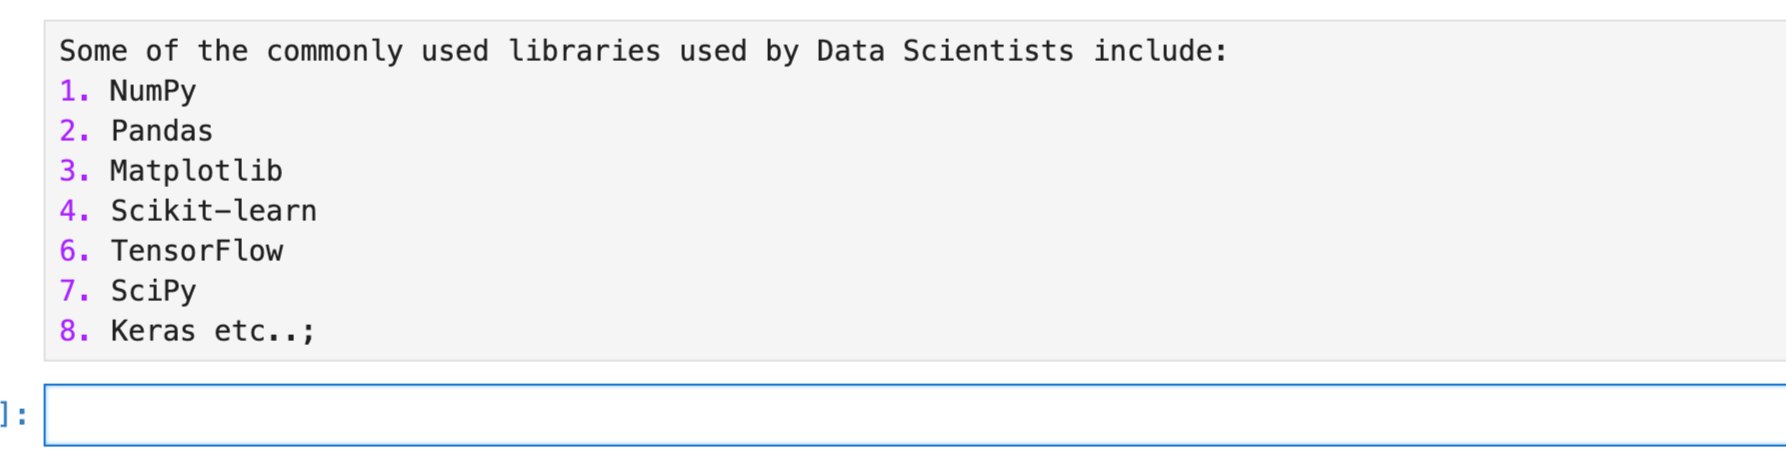 Some of the commonly used libraries used by Data Scientists include:
1. NumPy
2. Pandas
3. Matplotlib
4. Scikit-learn
6. TensorFlow
7. SciPy
8. Keras etc..;
]: